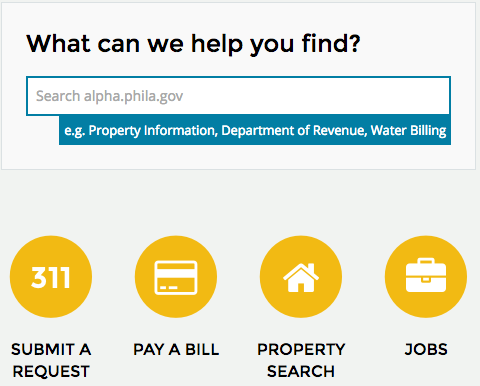 What can we help you find?
Search alpha.phila.gov
e.g. Property Information, Department of Revenue, Water Billing
311
SUBMIT A
REQUEST
PAY A BILL
PROPERTY
SEARCH
JOBS